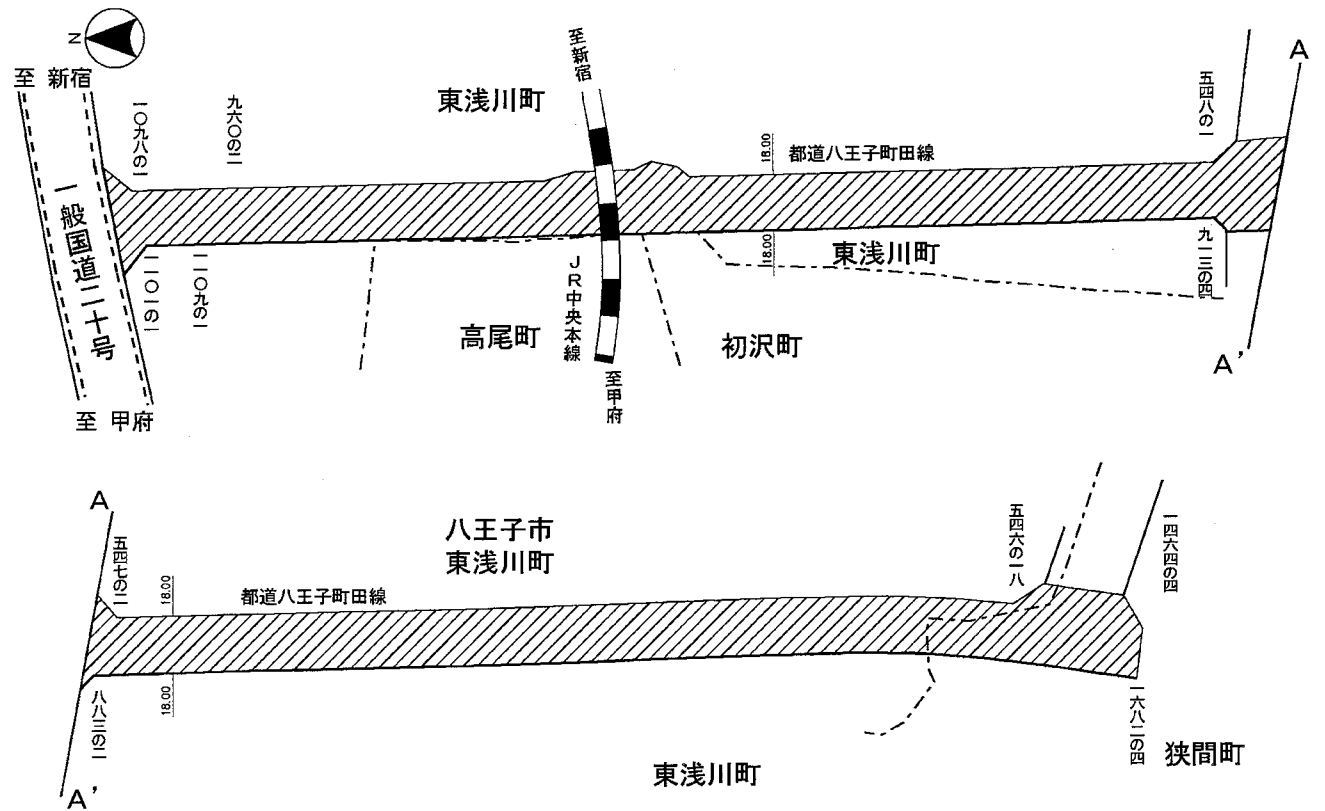 N
至 新宿
一般国道二十号
至 甲府
一〇九八の一
九六〇の二
東浅川町
至新宿
18.00
都道八王子町田線
五四八の一
A
一一〇一の一
一一〇九の一
高尾町
JR中央本線
至甲府
初沢町
18.00
東浅川町
九一三の四
A'
A
五四七の二
18.00
都道八王子町田線
八王子市
東浅川町
五四六の一八
一四六四の四
八八三の二
18.00
A'
東浅川町
一六八二の四
狭間町